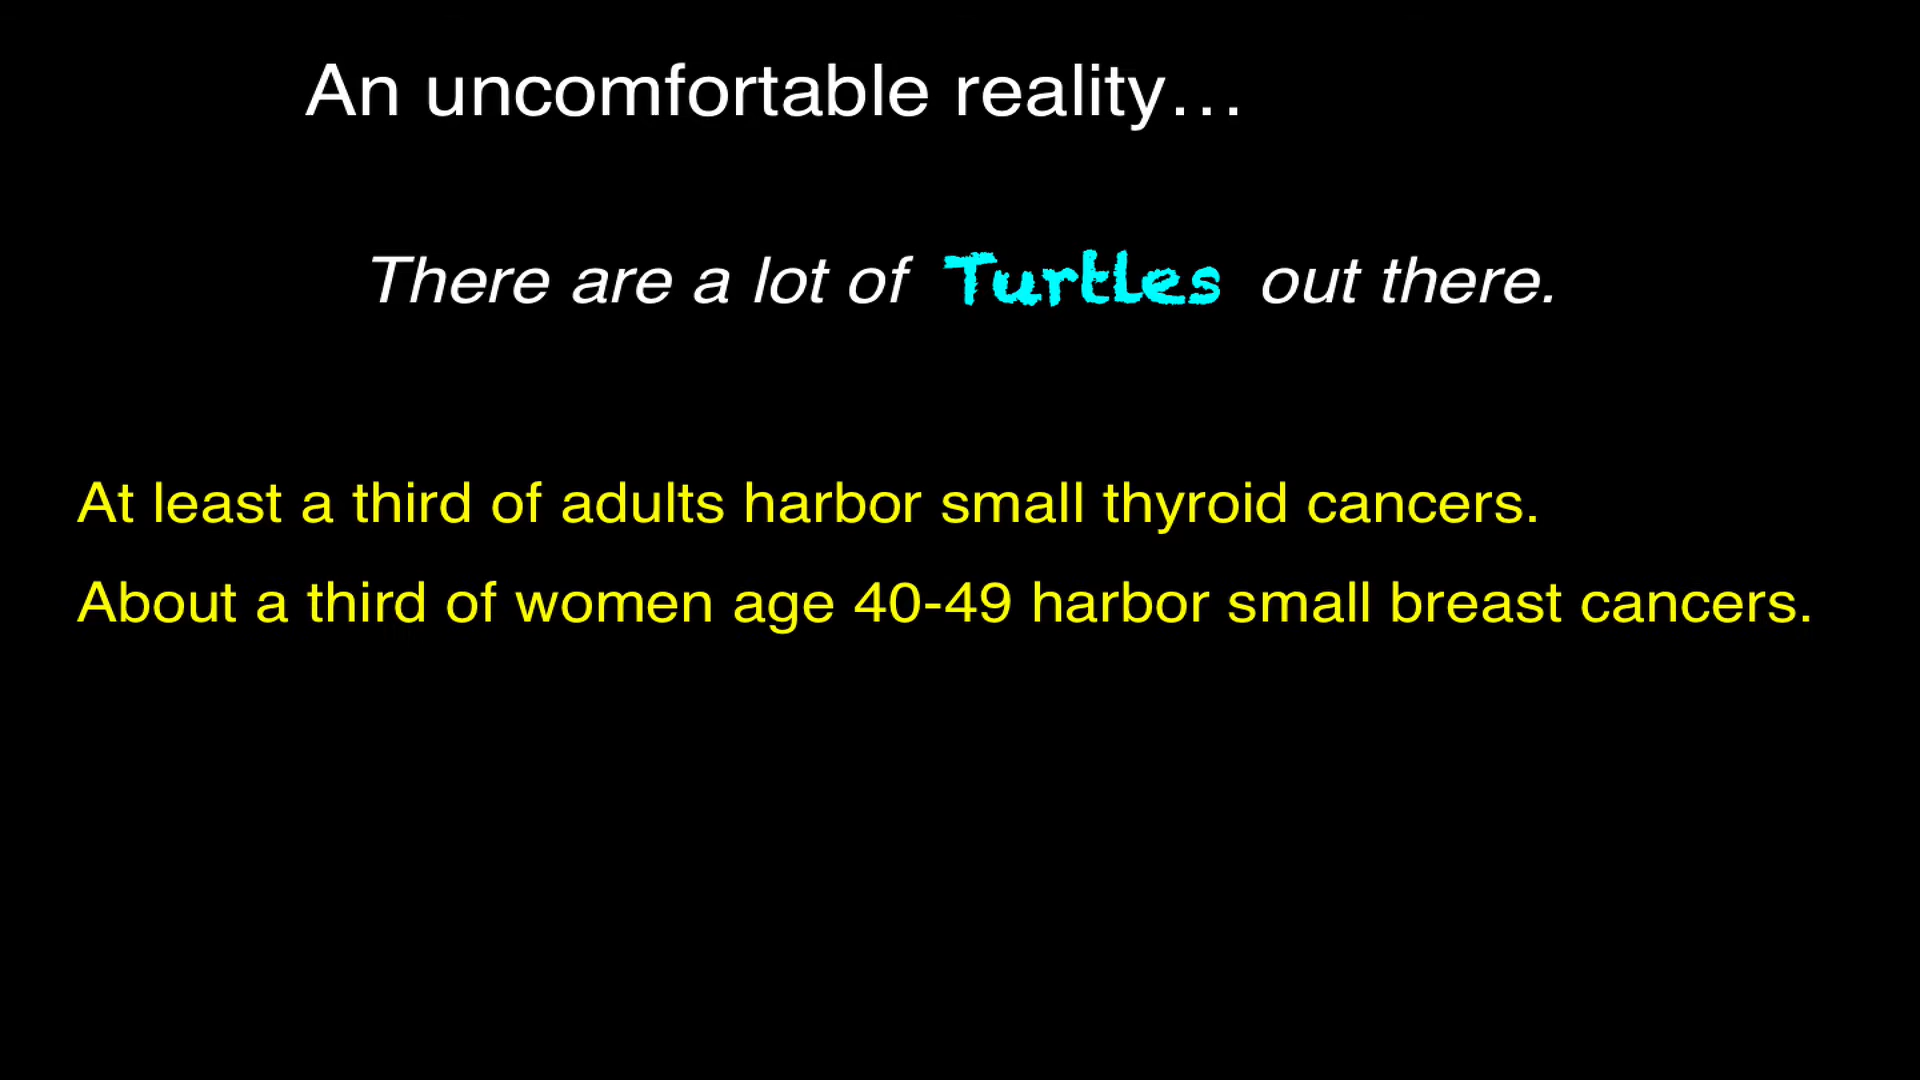 An uncomfortable reality…
There are a lot of Turtles out there.
At least a third of adults harbor small thyroid cancers.
About a third of women age 40-49 harbor small breast cancers.